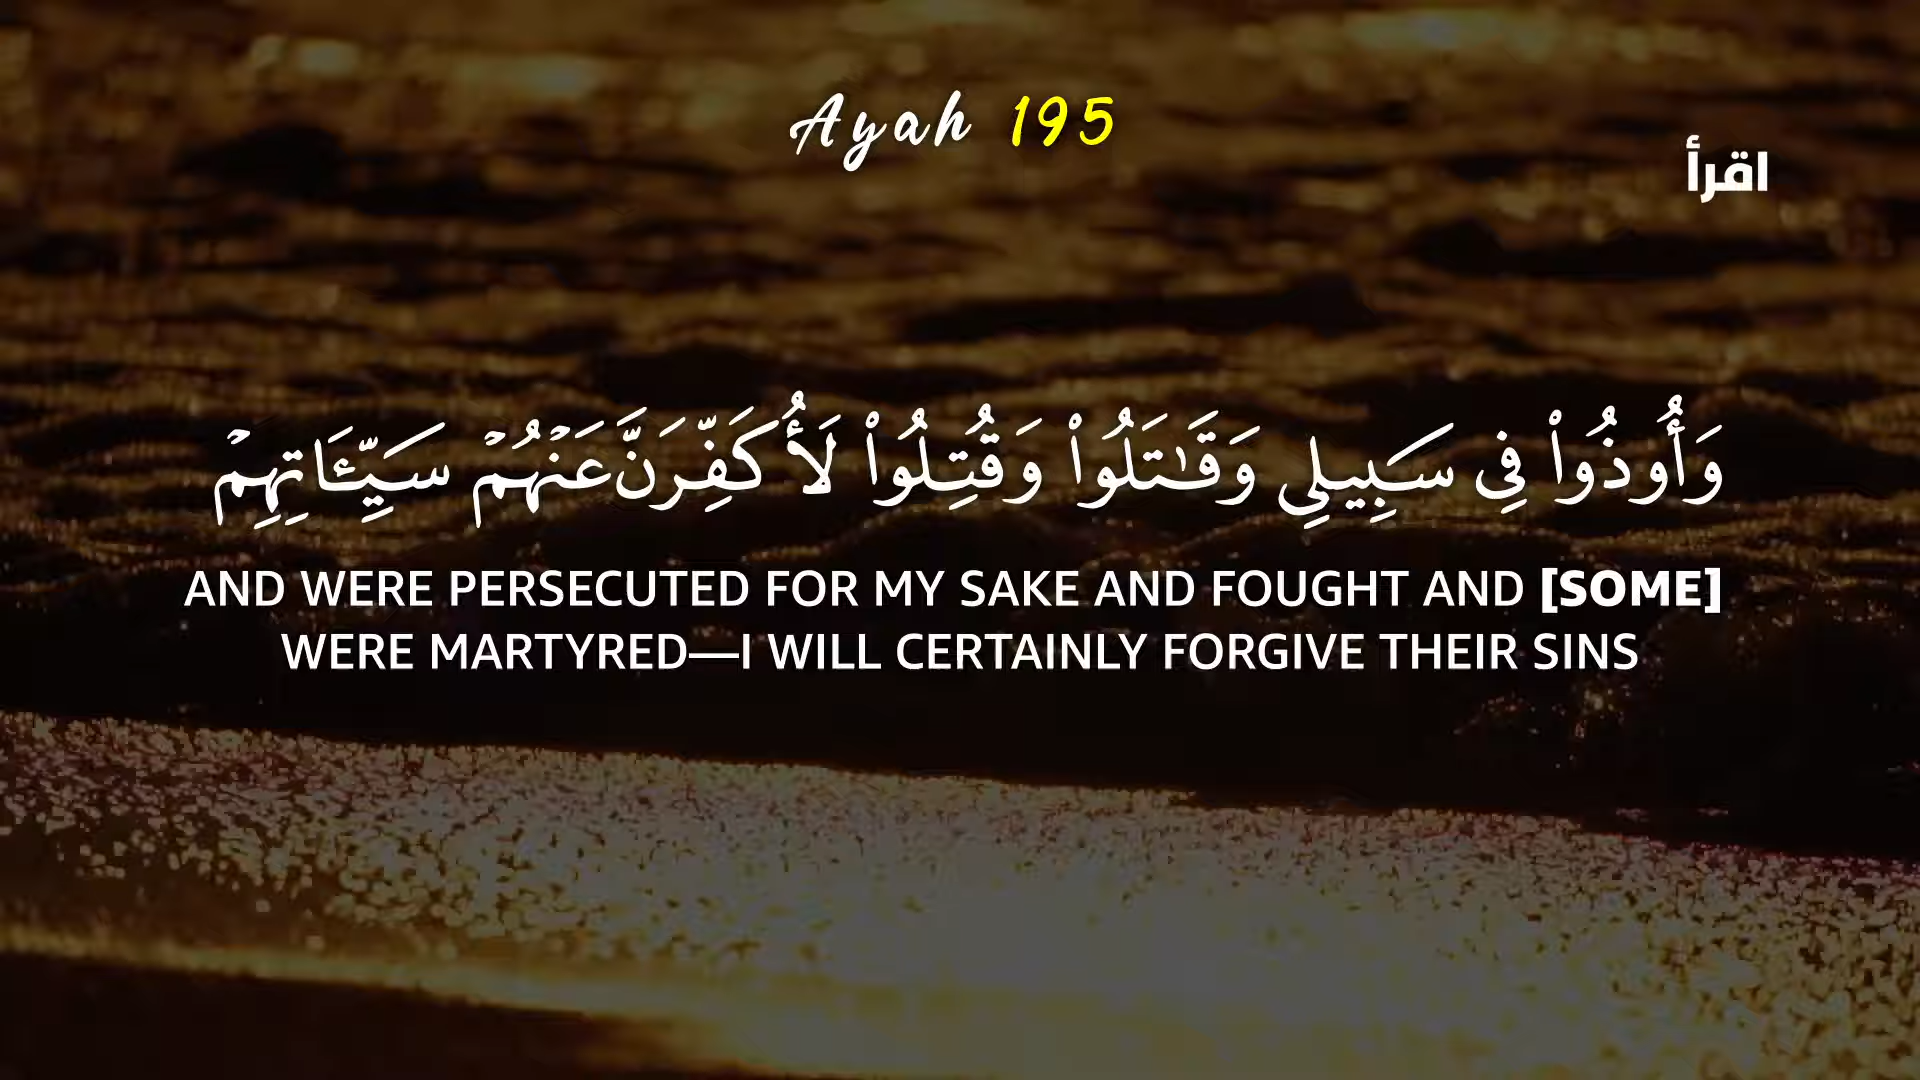 Ayah 195
اقرأ
وَأُوذُوا۟ فِى سَبِيلِى وَقَـٰتَلُوا۟ وَقُتِلُوا۟ لَأُكَفِّرَنَّ عَنْهُمْ سَيِّـَٔاتِهِمْ
AND WERE PERSECUTED FOR MY SAKE AND FOUGHT AND [SOME]
WERE MARTYRED—I WILL CERTAINLY FORGIVE THEIR SINS